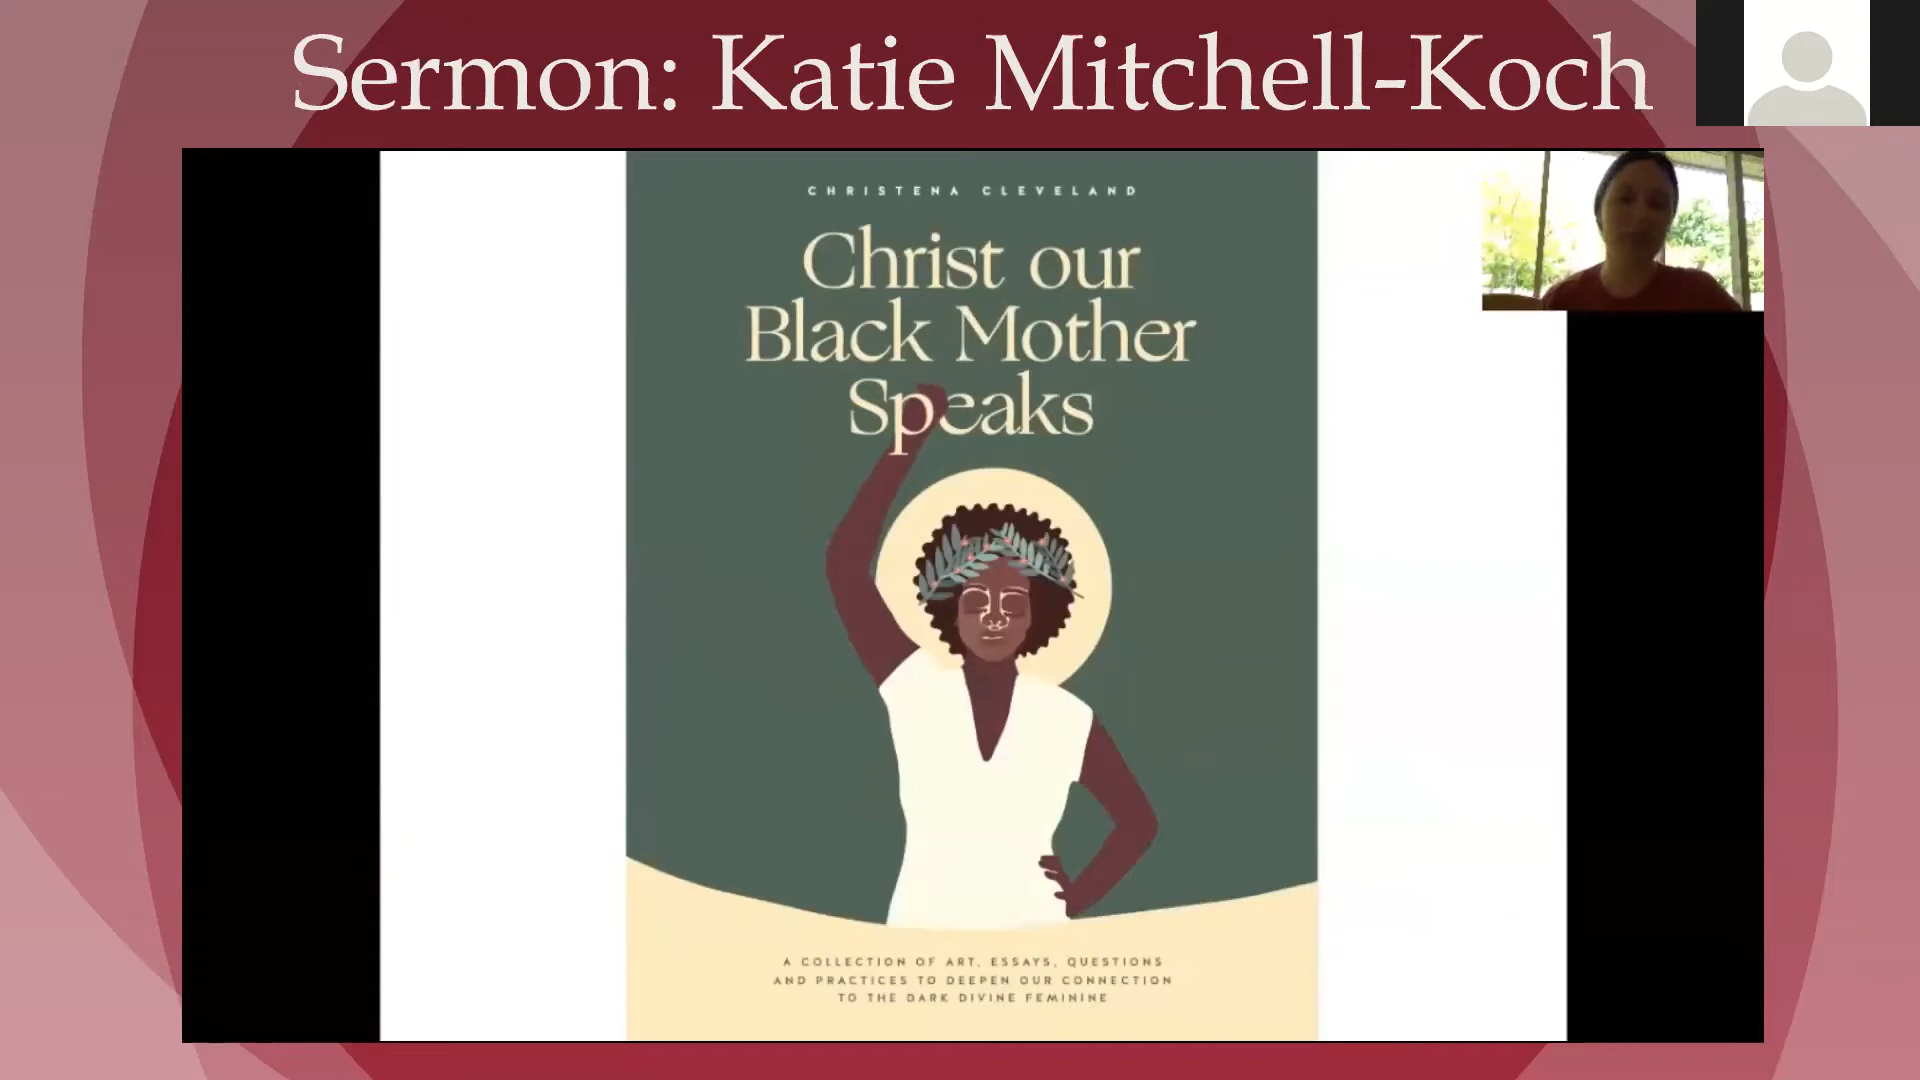 Sermon: Katie Mitchell-Koch
CHRISTENA CLEVELAND
Christ our
Black Mother
Speaks
A COLLECTION OF ART, ESSAYS, QUESTIONS
AND PRACTICES TO DEEPEN OUR CONNECTION
TO THE DARK DIVINE FEMININE